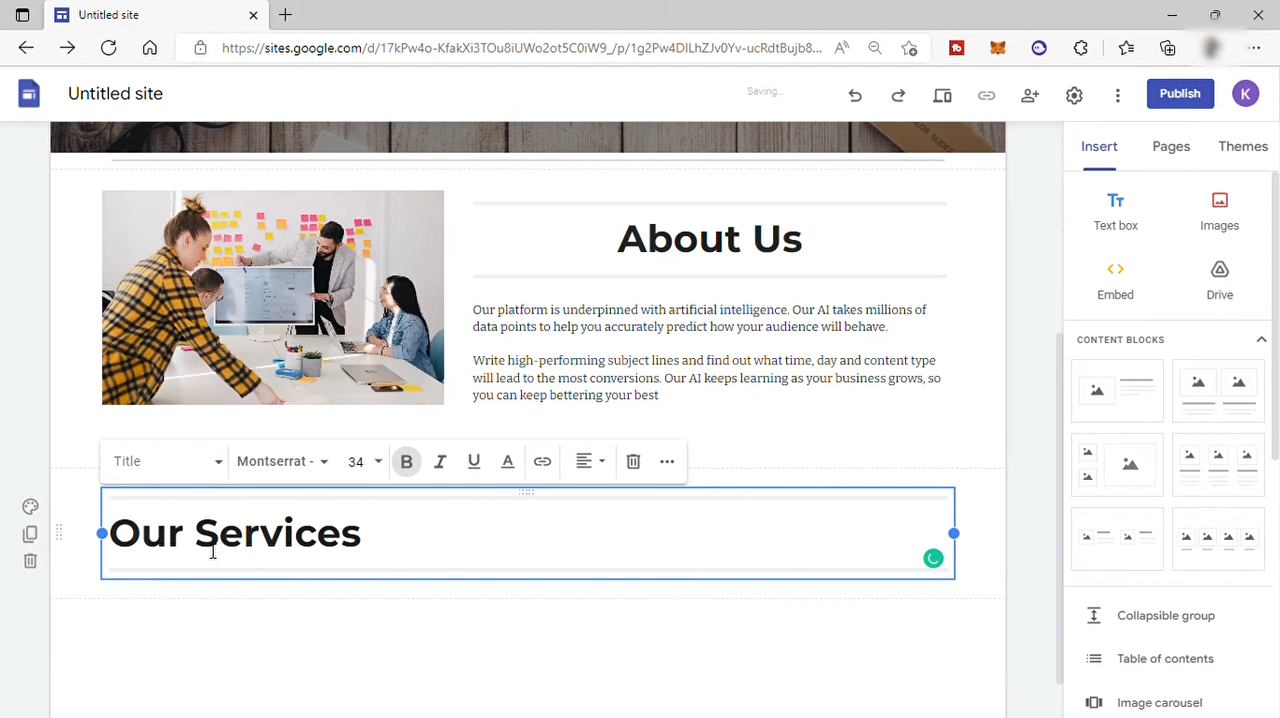 Untitled site
https://sites.google.com/d/17kPw4o-KfakXi3TOu8iUWo2ot5C0iW9_/p/1g2Pw4DILhZJv0Yv-ucRdtBujb8...
Untitled site
Saving...
Publish
K
Insert
Pages
Themes
Text box
Images
Embed
Drive
CONTENT BLOCKS
Collapsible group
Table of contents
Image carousel
About Us
Our platform is underpinned with artificial intelligence. Our AI takes millions of
data points to help you accurately predict how your audience will behave.
Write high-performing subject lines and find out what time, day and content type
will lead to the most conversions. Our AI keeps learning as your business grows, so
you can keep bettering your best
Title
Montserrat -
34
B
I
U
A
Our Services